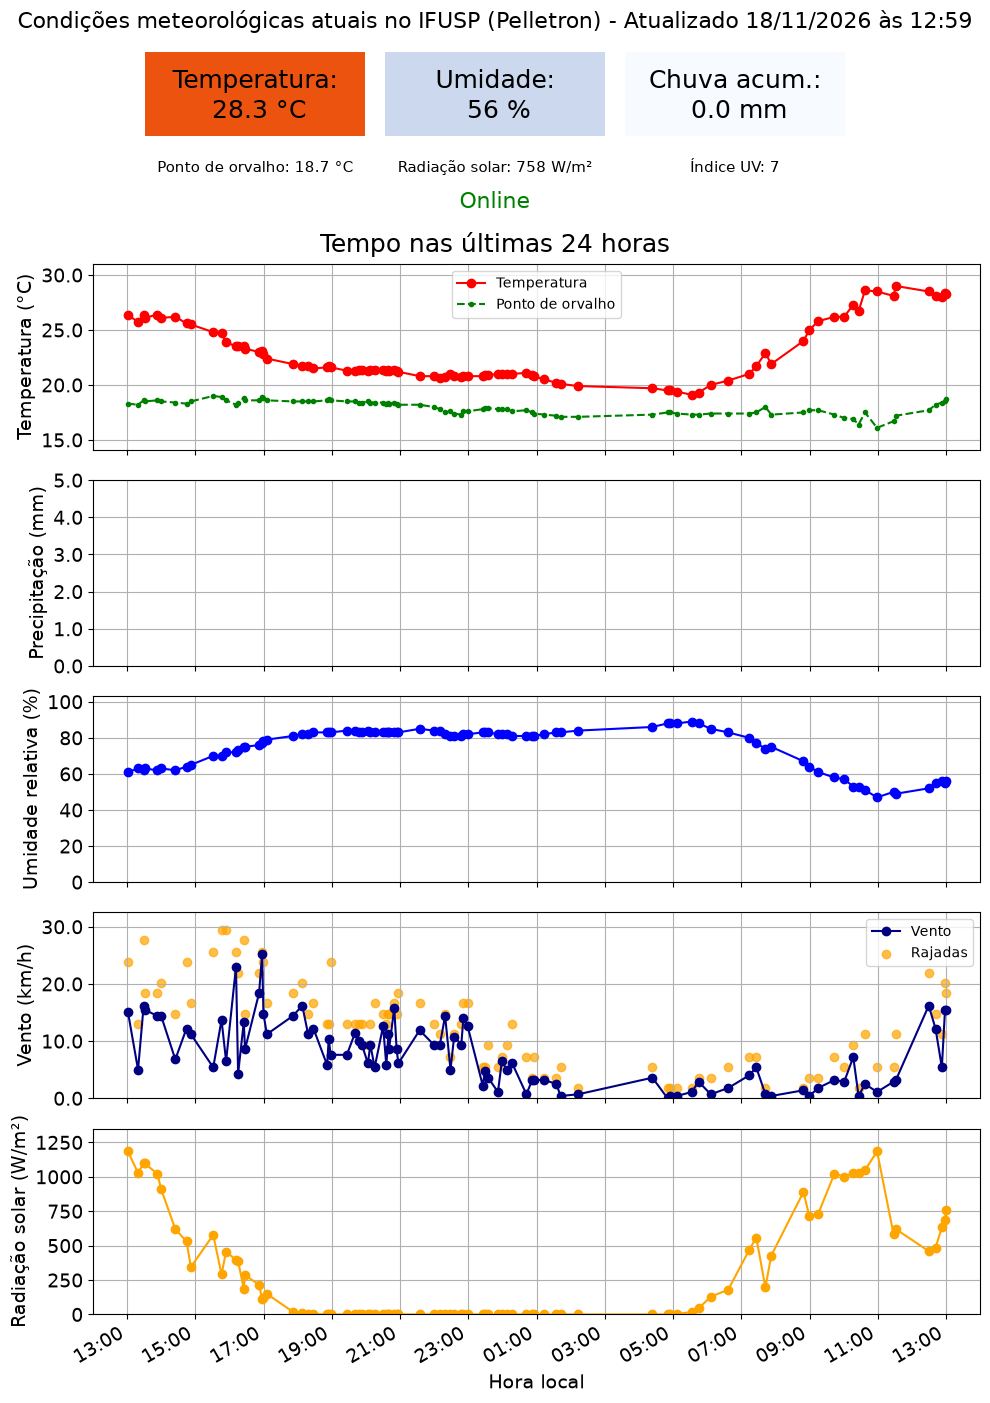 Condições meteorológicas atuais no IFUSP (Pelletron) - Atualizado 18/11/2026 às 12:59
Temperatura:
28.3 °C
Umidade:
56 %
Chuva acum.:
0.0 mm
Ponto de orvalho: 18.7 °C
Radiação solar: 758 W/m²
Índice UV: 7
Online
Tempo nas últimas 24 horas
Temperatura (°C)
30.0
25.0
20.0
15.0
Temperatura
Ponto de orvalho
Precipitação (mm)
5.0
4.0
3.0
2.0
1.0
0.0
Umidade relativa (%)
100
80
60
40
20
0
Vento (km/h)
30.0
20.0
10.0
0.0
Vento
Rajadas
Radiação solar (W/m²)
1250
1000
750
500
250
0
13:00
15:00
17:00
19:00
21:00
23:00
01:00
03:00
05:00
07:00
09:00
11:00
13:00
Hora local